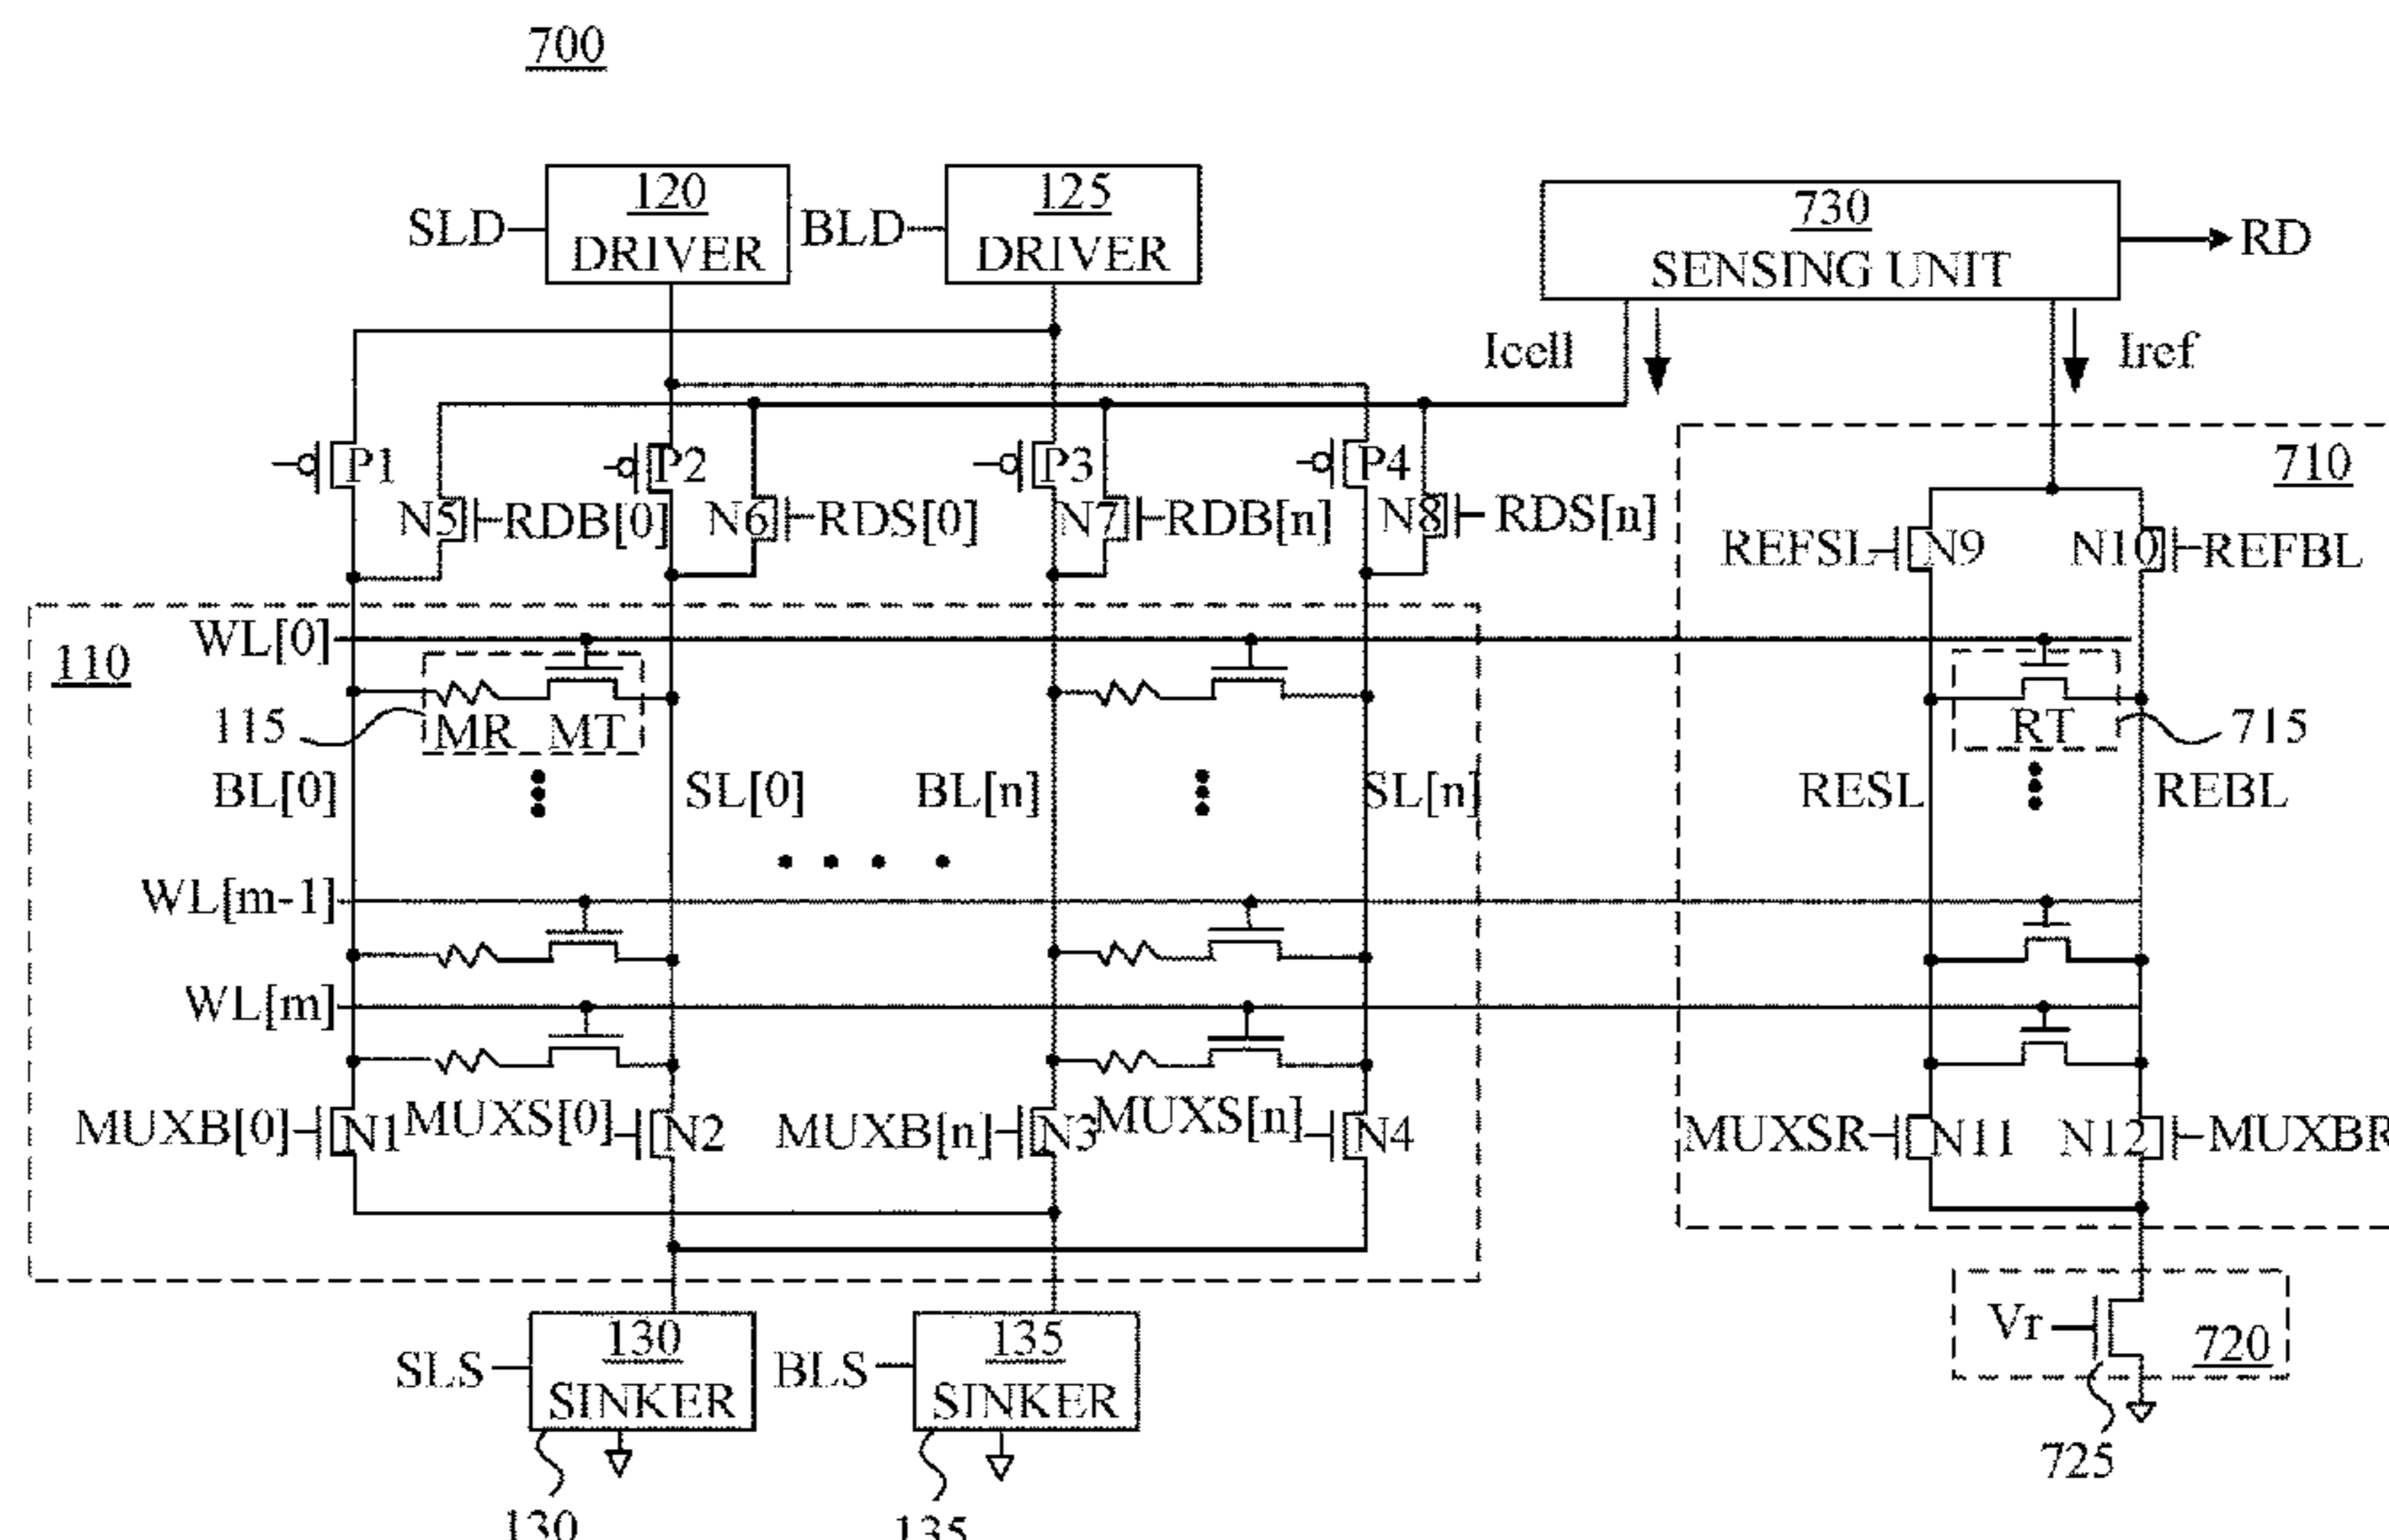 700
120
DRIVER
SLD
125
DRIVER
BLD
730
SENSING UNIT
RD
Icell
Iref
P1
P2
P3
P4
710
N5
RDB[0]
N6
RDS[0]
N7
RDB[n]
N8
RDS[n]
REFSL
N9
N10
REFBL
WL[0]
110
115
MR
MT
RT
715
BL[0]
SL[0]
BL[n]
SL[n]
RESL
REBL
WL[m-1]
WL[m]
MUXB[0]
N1
MUXS[0]
N2
MUXB[n]
N3
MUXS[n]
N4
MUXSR
N11
N12
MUXBR
SLS
130
SINKER
BLS
135
SINKER
Vr
720
725
130
135